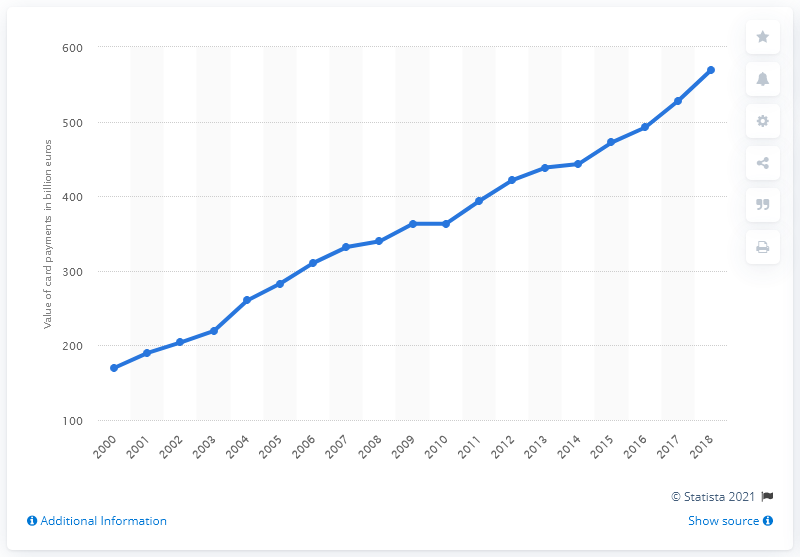 600
500
400
300
200
100
Value of card payments in billion euros
2000 2001 2002 2003 2004 2005 2006 2007 2008 2009 2010 2011 2012 2013 2014 2015 2016 2017 2018
© Statista 2021
Additional Information Show source